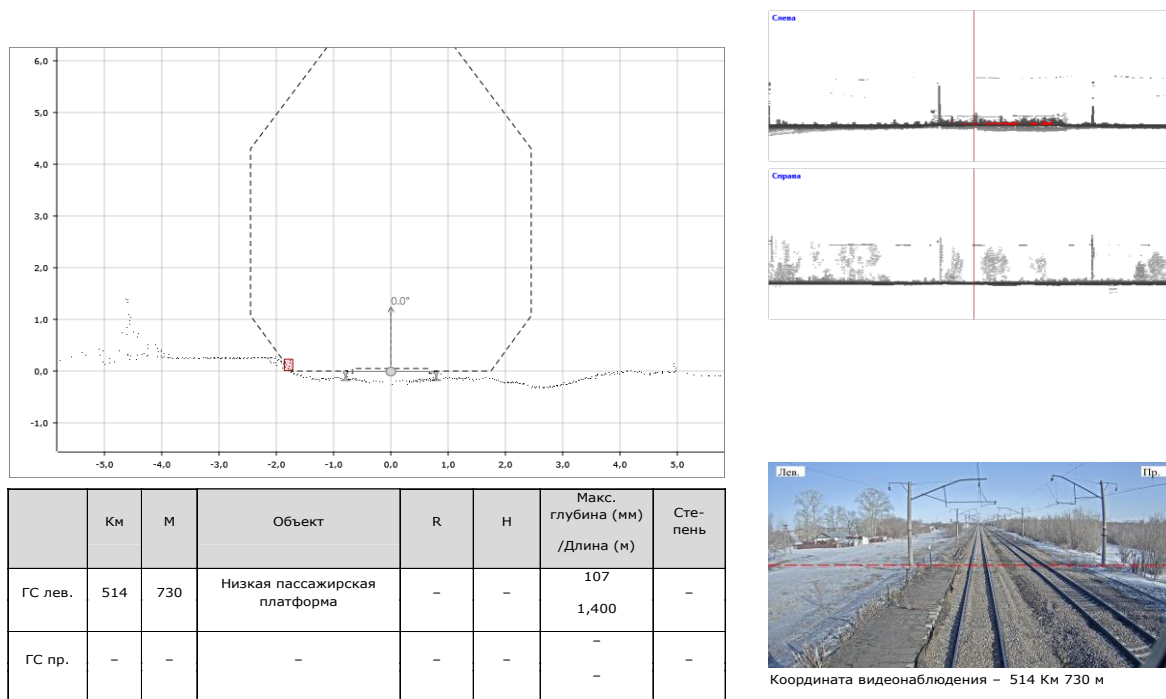 6,0
5,0
4,0
3,0
2,0
1,0
0,0
-1,0
0.0°
-5,0 -4,0 -3,0 -2,0 -1,0 0,0 1,0 2,0 3,0 4,0 5,0
Слева
Справа
Лев. Пр.
Координата видеонаблюдения – 514 Км 730 м
Км М Объект R H Макс. глубина (мм) /Длина (м) Сте-
пень
ГС лев. 514 730 Низкая пассажирская
платформа – – 107
1,400 –
ГС пр. – – – – – –
– –